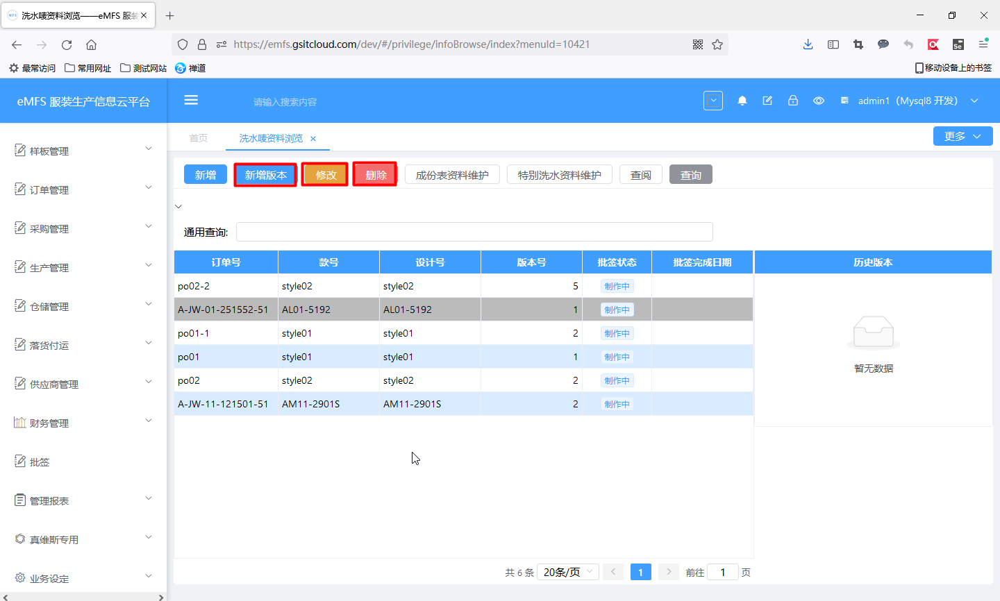 洗水唛资料浏览——eMFS 服装
https://emfs.gsitcloud.com/dev/#/privilege/infoBrowse/index?menuId=10421
最常访问 常用网址 测试网站 禅道 移动设备上的书签
eMFS 服装生产信息云平台
请输入搜索内容
admin1（Mysql8 开发）
首页 洗水唛资料浏览
更多
样板管理
订单管理
采购管理
生产管理
仓储管理
落货付运
供应商管理
财务管理
批签
管理报表
真维斯专用
业务设定
新增 新增版本 修改 删除 成份表资料维护 特别洗水资料维护 查阅 查询
通用查询:
订单号 款号 设计号 版本号 批签状态 批签完成日期 历史版本
po02-2 style02 style02 5 制作中
A-JW-01-251552-51 AL01-5192 AL01-5192 1 制作中
po01-1 style01 style01 2 制作中
po01 style01 style01 1 制作中
po02 style02 style02 2 制作中
A-JW-11-121501-51 AM11-2901S AM11-2901S 2 制作中
暂无数据
共 6 条 20条/页 1 前往 1 页